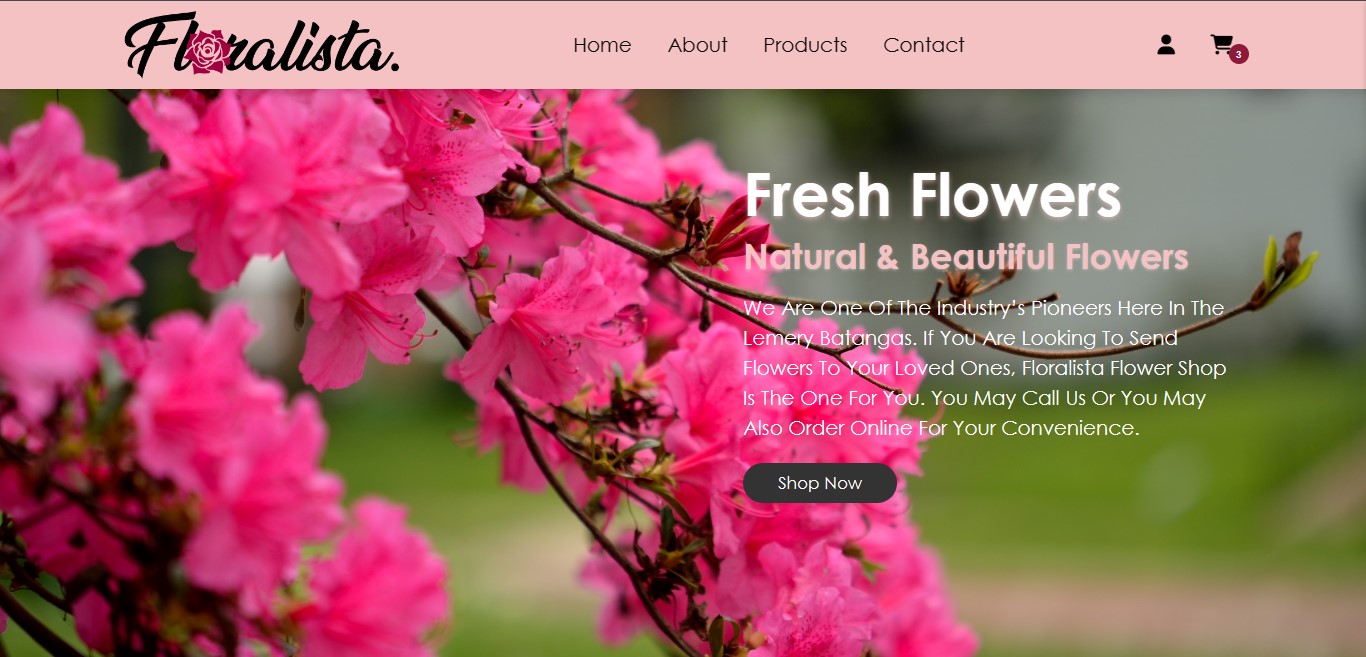 Floralista.
Home About Products Contact
3
Fresh Flowers
Natural & Beautiful Flowers
We Are One Of The Industry's Pioneers Here In The
Lemery Batangas. If You Are Looking To Send
Flowers To Your Loved Ones, Floralista Flower Shop
Is The One For You. You May Call Us Or You May
Also Order Online For Your Convenience.
Shop Now